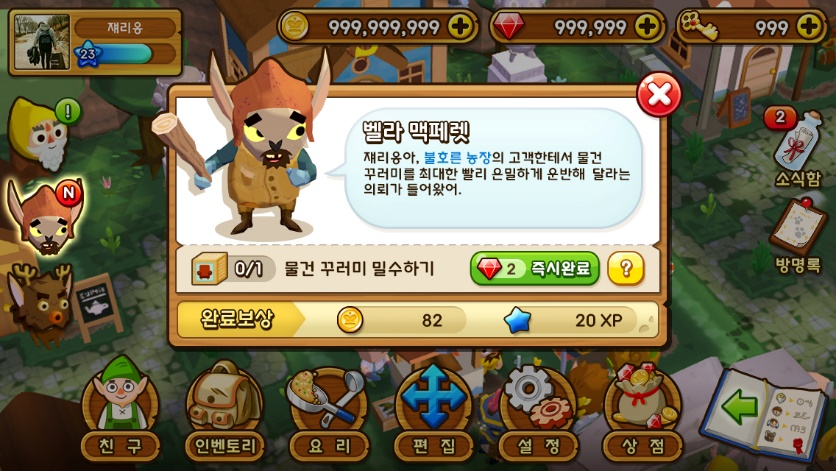 쟤리용
23
999,999,999
999,999
999
벨라 맥페렛
쟤리용아, 불호른 농장의 고객한테서 물건
꾸러미를 최대한 빨리 은밀하게 운반해 달라는
의뢰가 들어왔어.
!
N
2
소식함
방명록
0/1
물건 꾸러미 밀수하기
2 즉시완료
?
완료보상
82
20 XP
친구
인벤토리
요리
편집
설정
상점